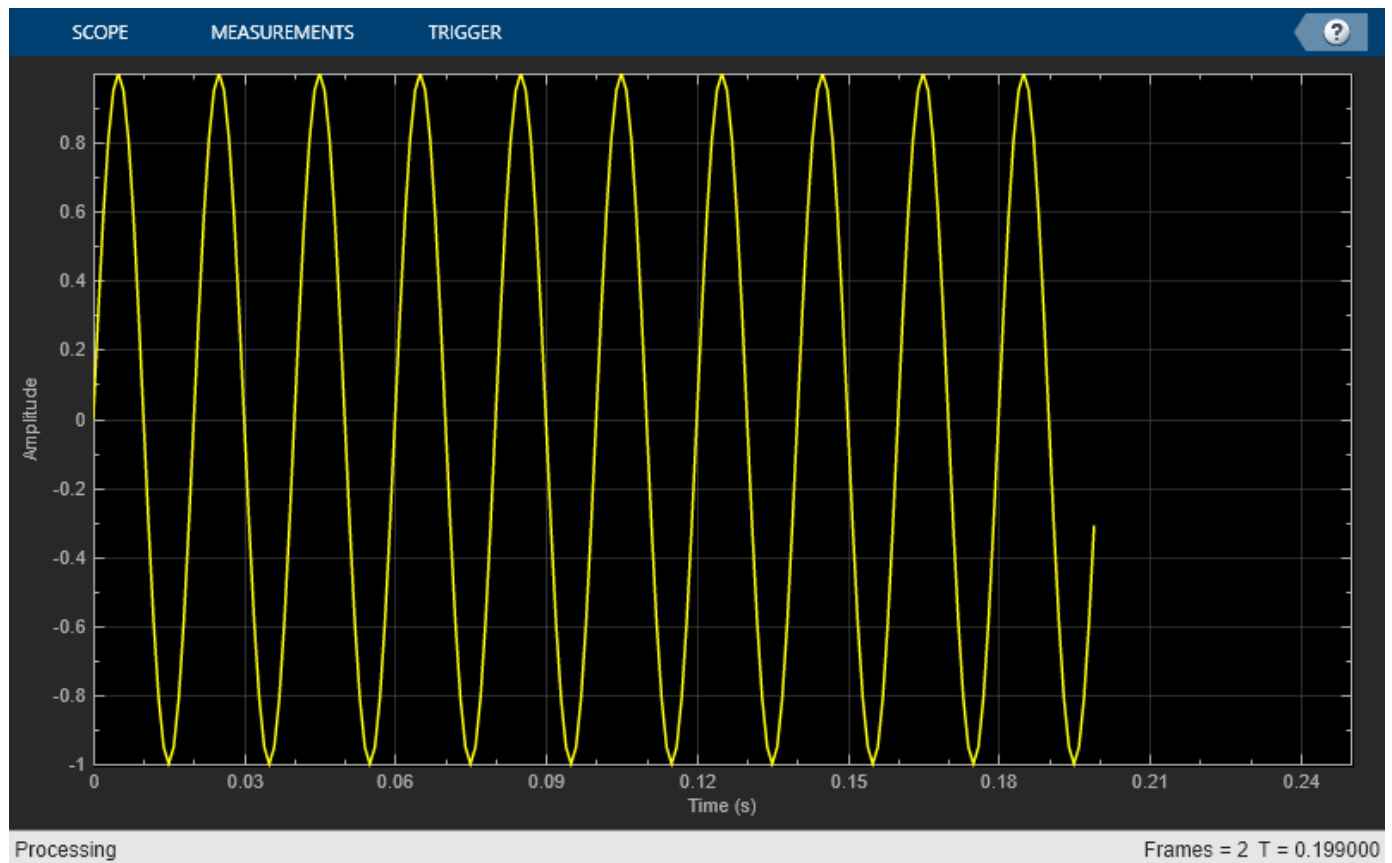 SCOPE MEASUREMENTS TRIGGER ?
0.8
0.6
0.4
0.2
0
-0.2
-0.4
-0.6
-0.8
-1
Amplitude
0 0.03 0.06 0.09 0.12 0.15 0.18 0.21 0.24
Time (s)
Processing Frames = 2 T = 0.199000